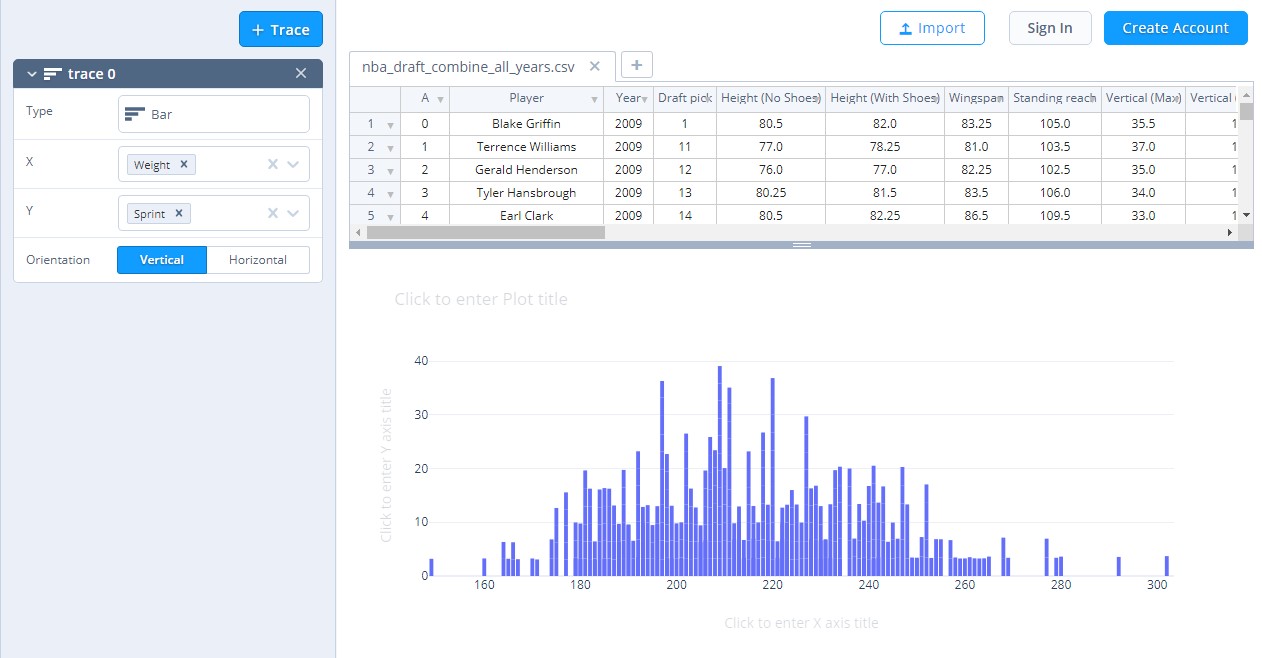 + Trace
trace 0
Type Bar
X Weight
Y Sprint
Orientation Vertical Horizontal
Import Sign In Create Account
nba_draft_combine_all_years.csv +
A Player Year Draft pick Height (No Shoes) Height (With Shoes) Wingspan Standing reach Vertical (Max) Vertical
1 0 Blake Griffin 2009 1 80.5 82.0 83.25 105.0 35.5 1
2 1 Terrence Williams 2009 11 77.0 78.25 81.0 103.5 37.0 1
3 2 Gerald Henderson 2009 12 76.0 77.0 82.25 102.5 35.0 1
4 3 Tyler Hansbrough 2009 13 80.25 81.5 83.5 106.0 34.0 1
5 4 Earl Clark 2009 14 80.5 82.25 86.5 109.5 33.0 1
Click to enter Plot title
Click to enter Y axis title
40
30
20
10
0
160 180 200 220 240 260 280 300
Click to enter X axis title